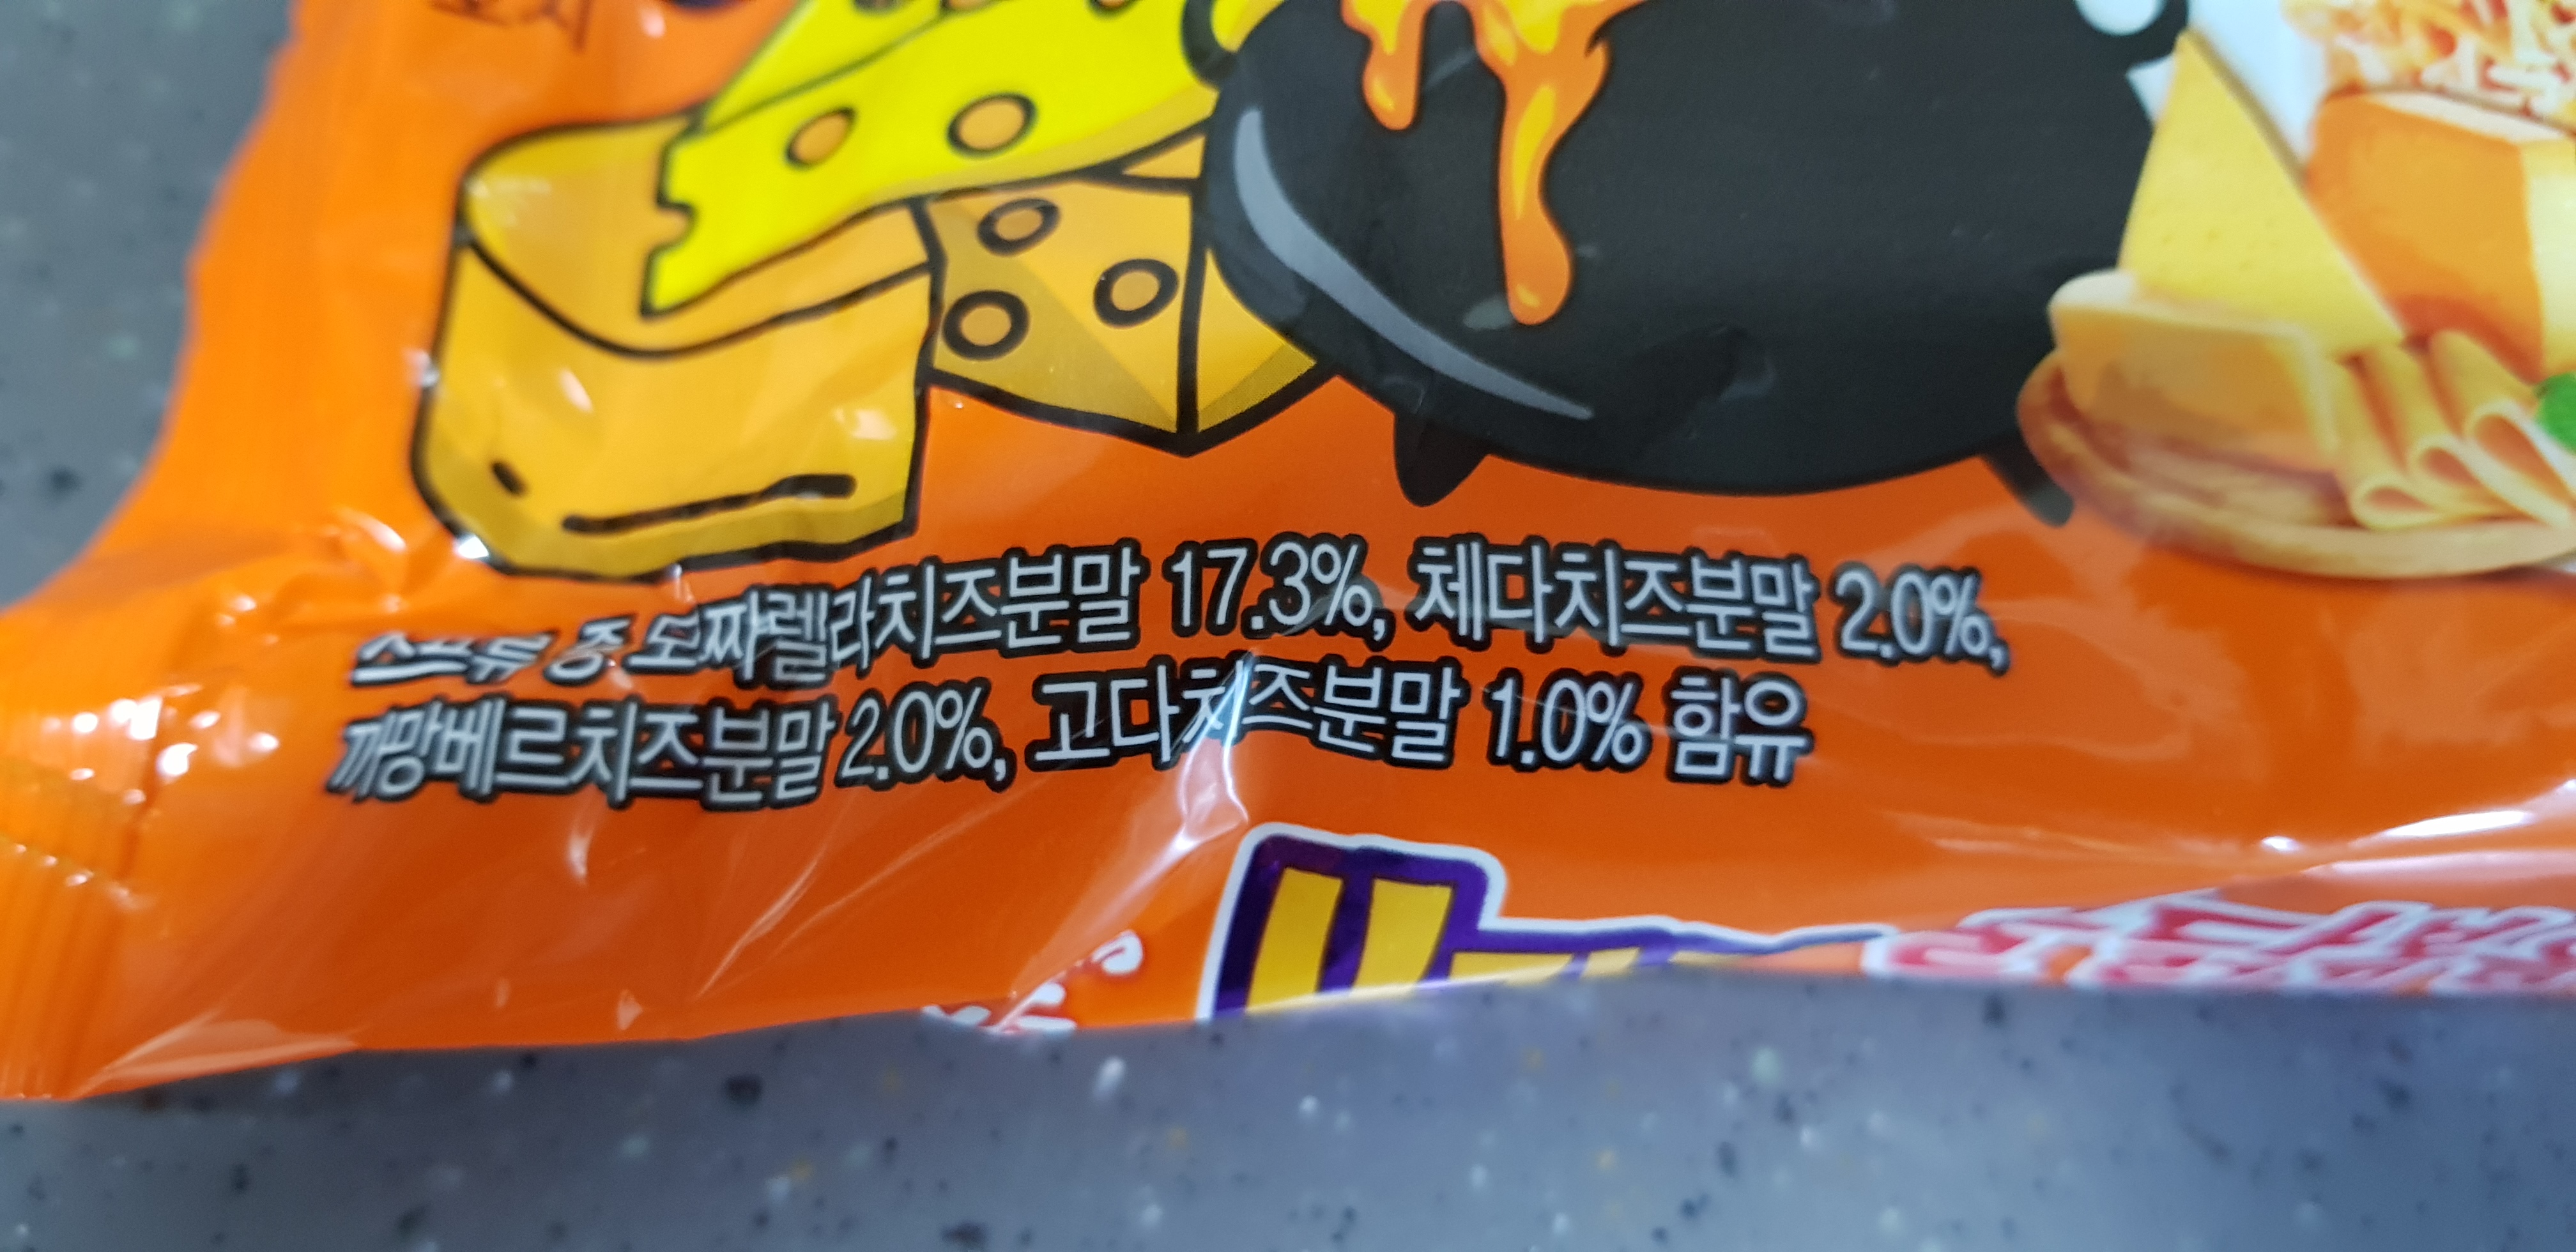 스프류 중 모짜렐라치즈분말 17.3%, 체다치즈분말 2.0%,
까망베르치즈분말 2.0%, 고다치즈분말 1.0% 함유